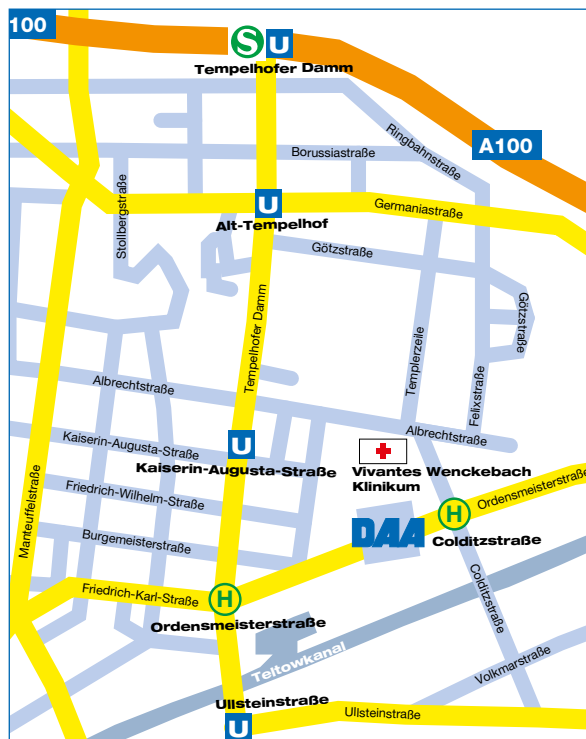 100
S
U
Tempelhofer Damm
Ringbahnstraße
A100
Borussiastraße
Stollbergstraße
U
Germaniastraße
Alt-Tempelhof
Götzstraße
Götzstraße
Tempelhofer Damm
Templerzeile
Felixstraße
Albrechtstraße
Albrechtstraße
Kaiserin-Augusta-Straße
U
Kaiserin-Augusta-Straße
Vivantes Wenckebach
Klinikum
Manteuffelstraße
Friedrich-Wilhelm-Straße
Ordensmeisterstraße
H
DAA
Colditzstraße
Burgemeisterstraße
Colditzstraße
Friedrich-Karl-Straße
H
Ordensmeisterstraße
Teltowkanal
Volkmarstraße
Ullsteinstraße
U
Ullsteinstraße